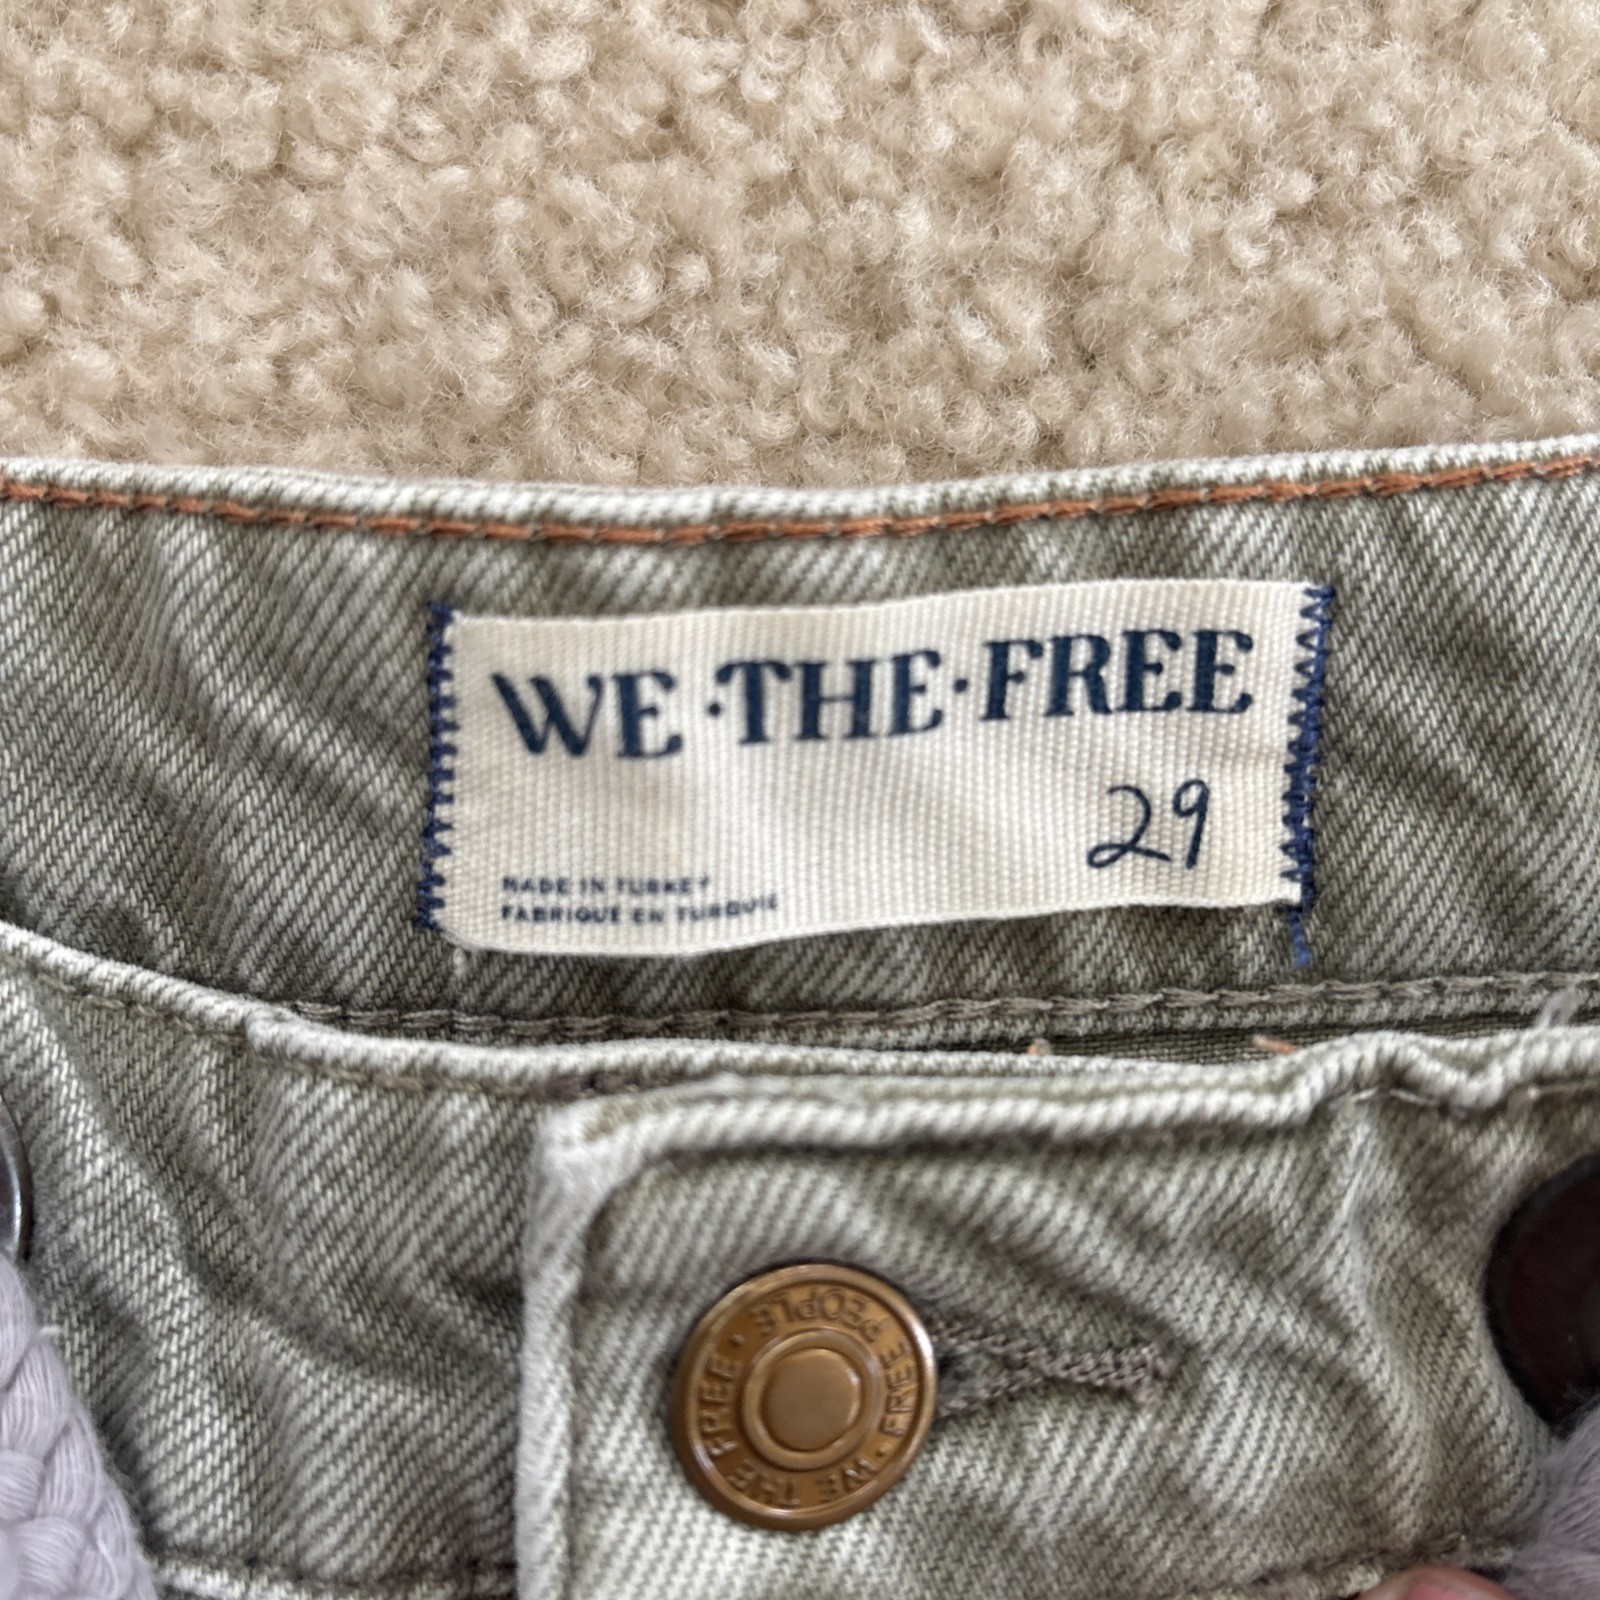 WE·THE·FREE
29
MADE IN TURKEY
FABRIQUÉ EN TURQUIE
WE THE FREE · FREE PEOPLE ·